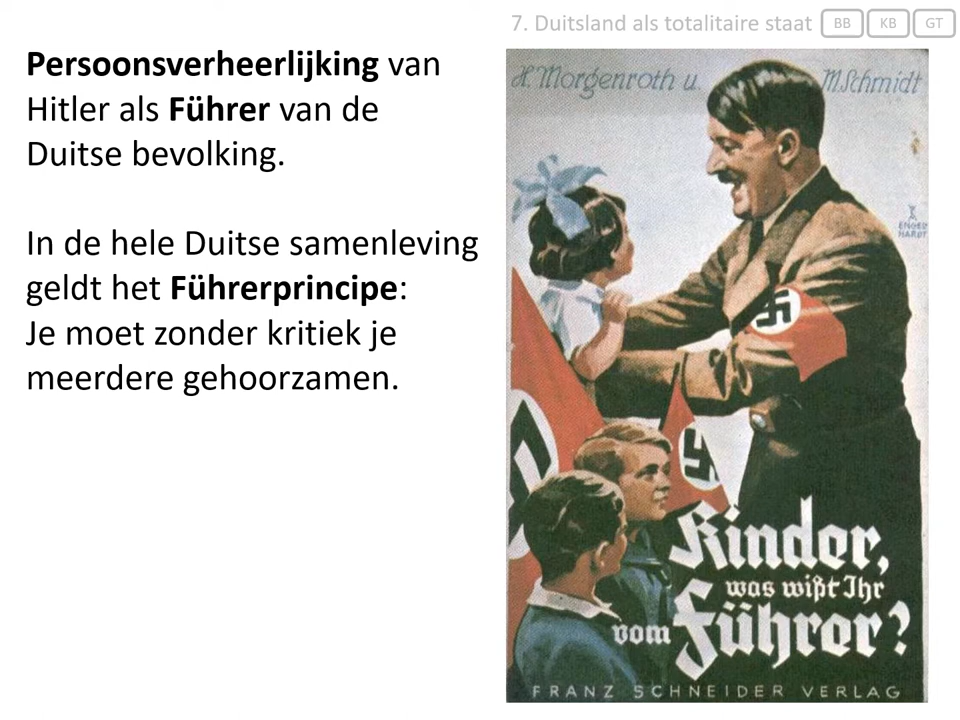 7. Duitsland als totalitaire staat BB KB GT
Persoonsverheerlijking van
Hitler als Führer van de
Duitse bevolking.
In de hele Duitse samenleving
geldt het Führerprincipe:
Je moet zonder kritiek je
meerdere gehoorzamen.
H. Morgenroth u. M. Schmidt
ENGEL
HARDT
Kinder,
was wißt Ihr
vom Führer?
FRANZ SCHNEIDER VERLAG